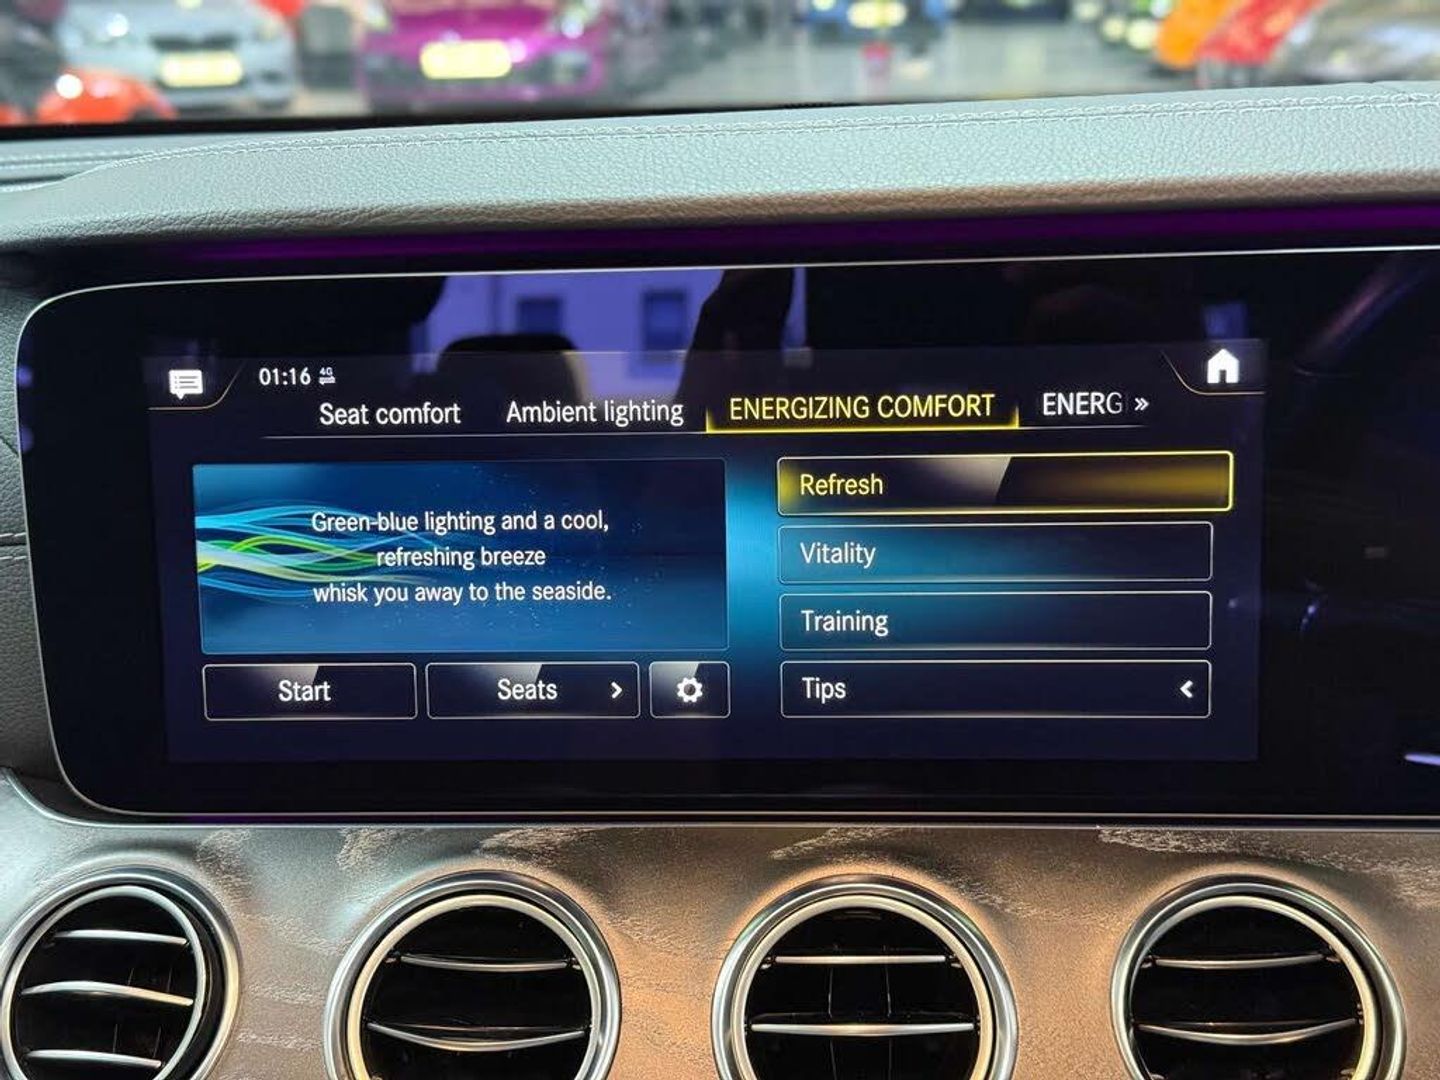 01:16 4G
Seat comfort
Ambient lighting
ENERGIZING COMFORT
ENERG »
Green-blue lighting and a cool,
refreshing breeze
whisk you away to the seaside.
Start
Seats
Refresh
Vitality
Training
Tips